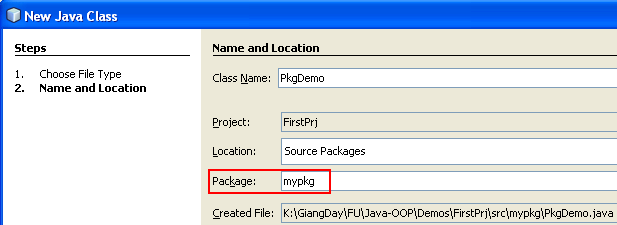 New Java Class
Steps
1. Choose File Type
2. Name and Location
Name and Location
Class Name: PkgDemo
Project: FirstPrj
Location: Source Packages
Package: mypkg
Created File: K:\GiangDay\FU\Java-OOP\Demos\FirstPrj\src\mypkg\PkgDemo.java